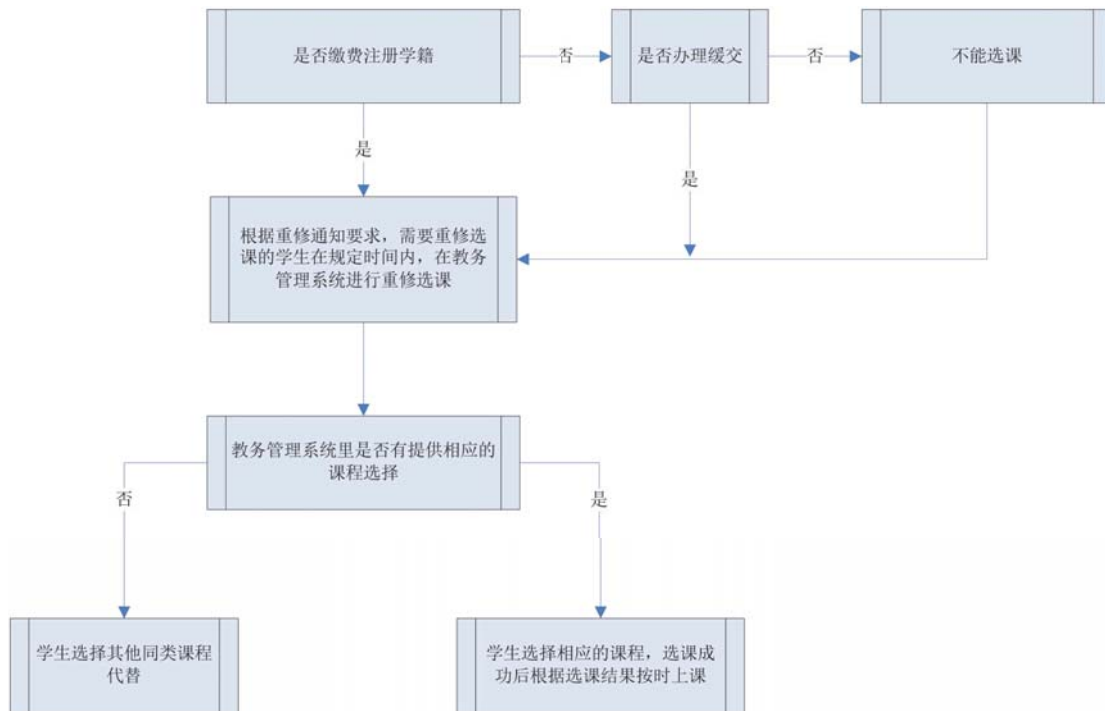 是否缴费注册学籍
否
是否办理缓交
否
不能选课
是
是
根据重修通知要求，需要重修选
课的学生在规定时间内，在教务
管理系统进行重修选课
教务管理系统里是否有提供相应的
课程选择
否
是
学生选择其他同类课程
代替
学生选择相应的课程，选课成
功后根据选课结果按时上课